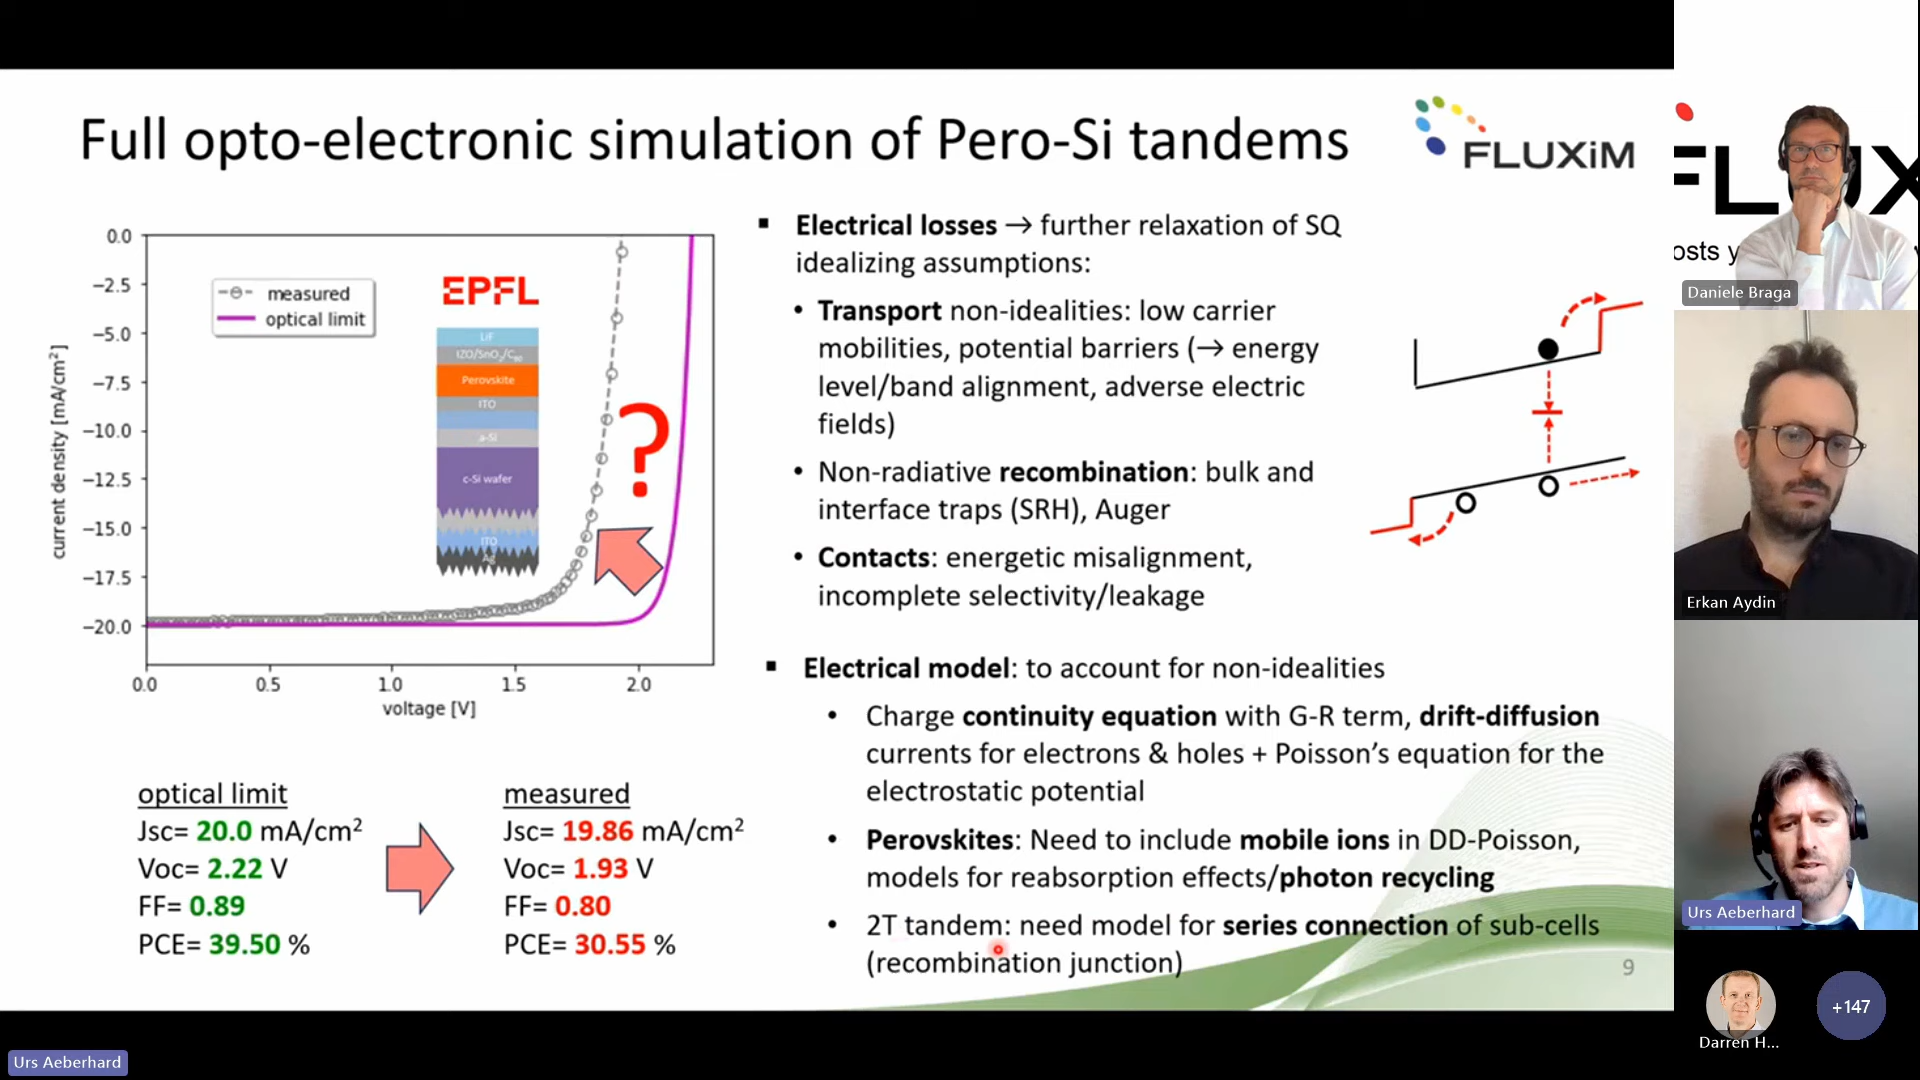 Full opto-electronic simulation of Pero-Si tandems
FLUXiM
0.0
−2.5
−5.0
−7.5
−10.0
−12.5
−15.0
−17.5
−20.0
current density [mA/cm²]
measured
optical limit
EPFL
LiF
IZO/SnO₂/C₆₀
Perovskite
ITO
a-Si
c-Si wafer
ITO
?
0.0 0.5 1.0 1.5 2.0
voltage [V]
optical limit
Jsc= 20.0 mA/cm²
Voc= 2.22 V
FF= 0.89
PCE= 39.50 %
measured
Jsc= 19.86 mA/cm²
Voc= 1.93 V
FF= 0.80
PCE= 30.55 %
▪ Electrical losses → further relaxation of SQ
idealizing assumptions:
• Transport non-idealities: low carrier
mobilities, potential barriers (→ energy
level/band alignment, adverse electric
fields)
• Non-radiative recombination: bulk and
interface traps (SRH), Auger
• Contacts: energetic misalignment,
incomplete selectivity/leakage
▪ Electrical model: to account for non-idealities
• Charge continuity equation with G-R term, drift-diffusion
currents for electrons & holes + Poisson’s equation for the
electrostatic potential
• Perovskites: Need to include mobile ions in DD-Poisson,
models for reabsorption effects/photon recycling
• 2T tandem: need model for series connection of sub-cells
(recombination junction)
9
FLUX
osts y
Daniele Braga
Erkan Aydin
Urs Aeberhard
Darren H...
+147
Urs Aeberhard